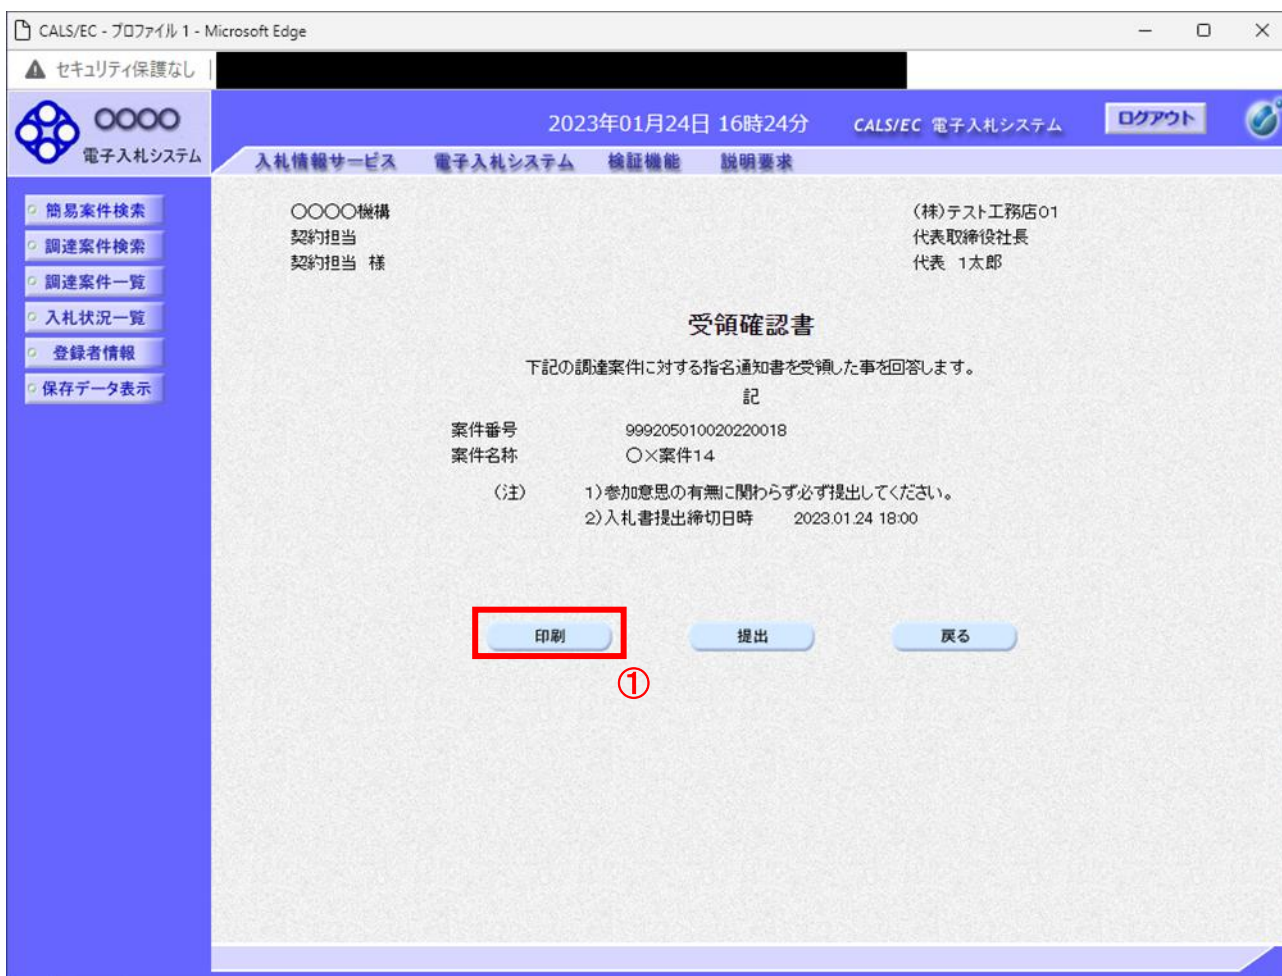 CALS/EC - プロファイル 1 - Microsoft Edge
セキュリティ保護なし
〇〇〇〇
電子入札システム
2023年01月24日 16時24分
CALS/EC 電子入札システム
ログアウト
入札情報サービス 電子入札システム 検証機能 説明要求
簡易案件検索
調達案件検索
調達案件一覧
入札状況一覧
登録者情報
保存データ表示
〇〇〇〇機構
契約担当
契約担当 様
(株)テスト工務店01
代表取締役社長
代表 1太郎
受領確認書
下記の調達案件に対する指名通知書を受領した事を回答します。
記
案件番号 999205010020220018
案件名称 〇×案件14
(注) 1)参加意思の有無に関わらず必ず提出してください。
2)入札書提出締切日時 2023.01.24 18:00
印刷 提出 戻る
①